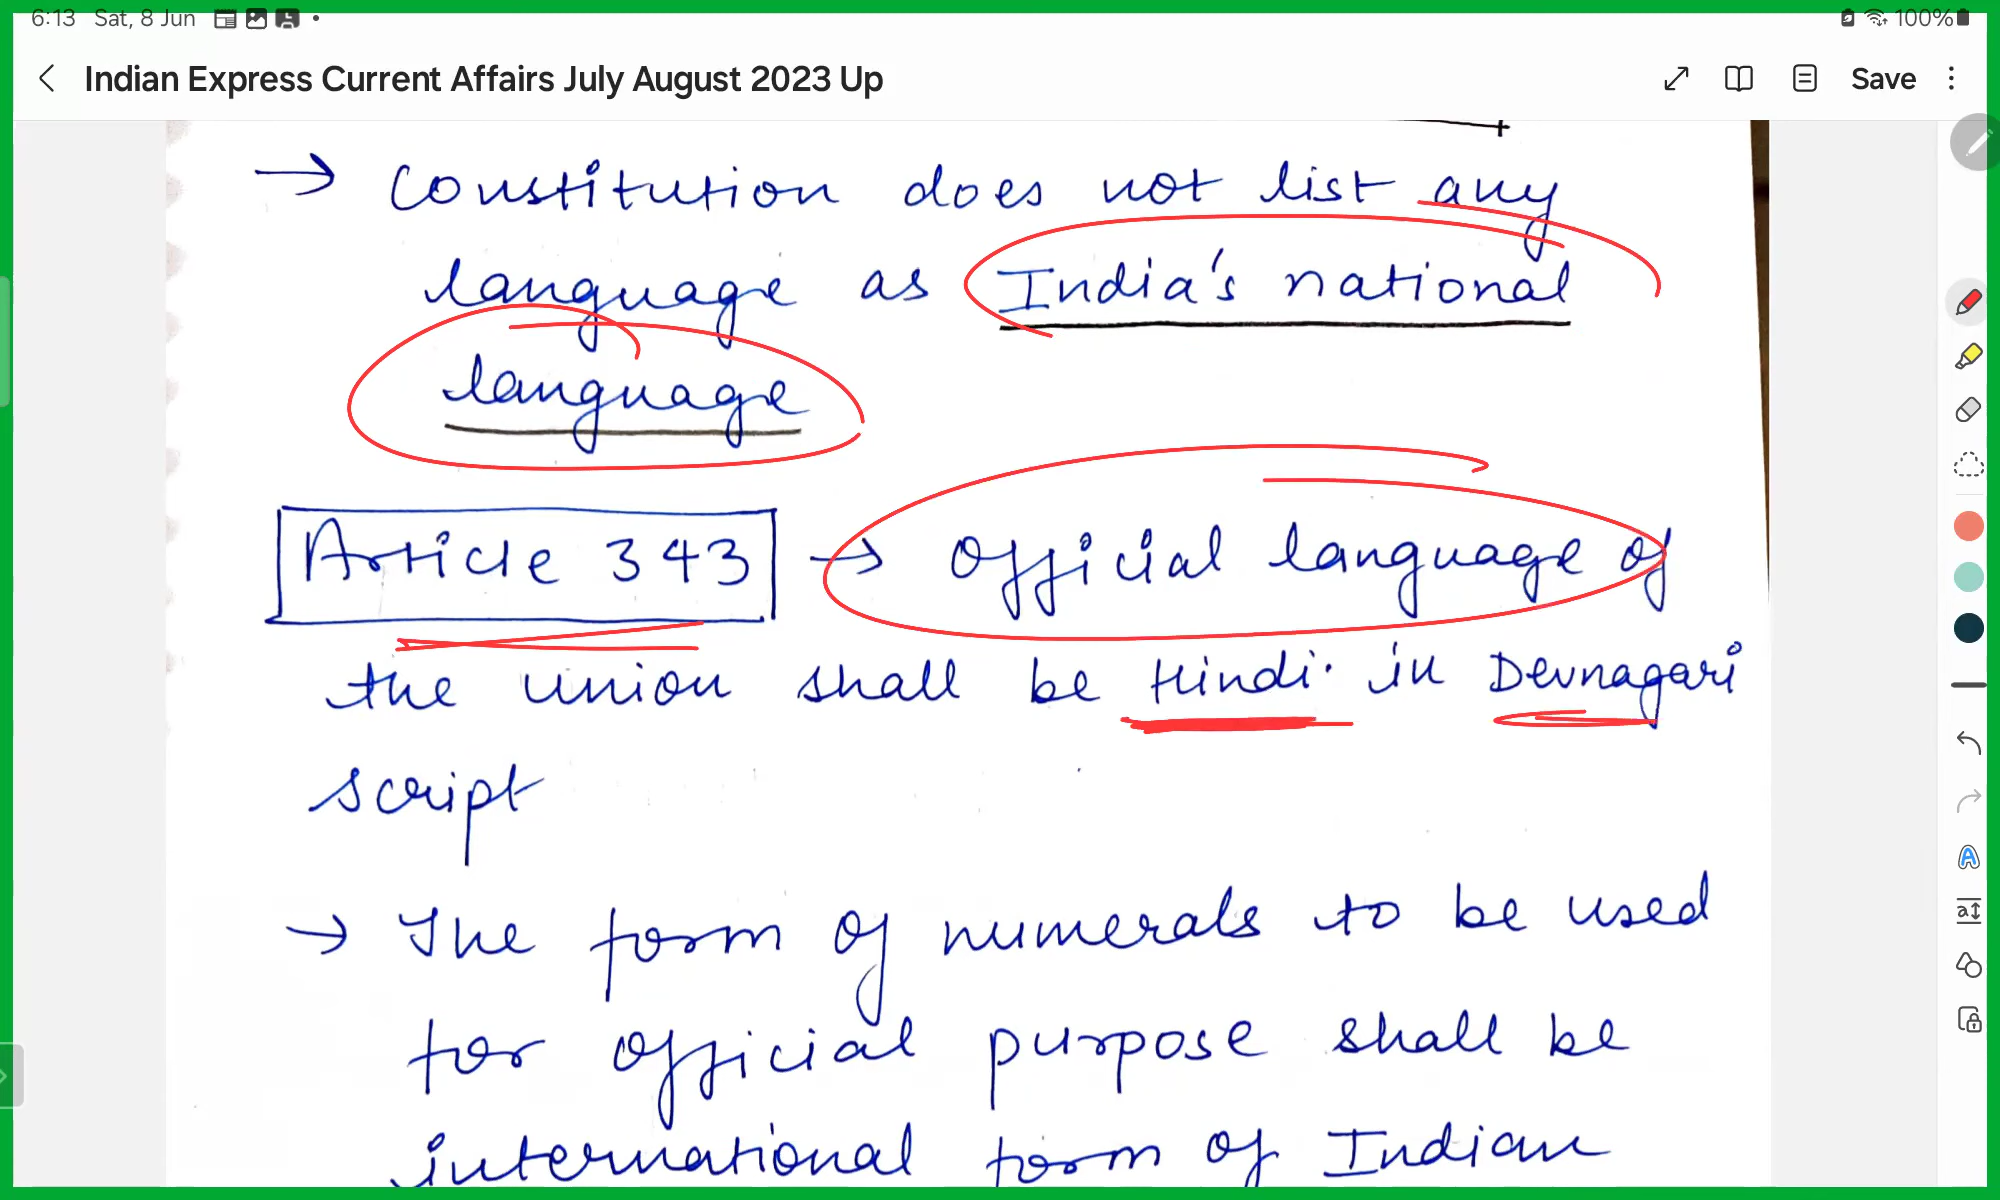 6:13 Sat, 8 Jun 100%
Indian Express Current Affairs July August 2023 Up Save
→ Constitution does not list any
language as India's national
language
Article 343 → Official language of
the union shall be Hindi. in Devnagari
script
→ The form of numerals to be used
for official purpose shall be
international form of Indian